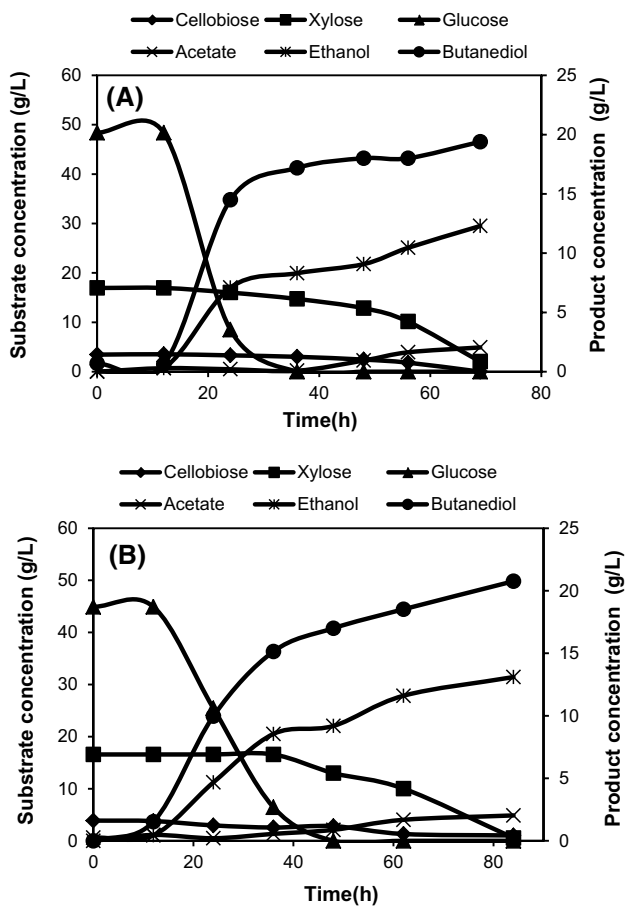 Cellobiose Xylose Glucose
Acetate Ethanol Butanediol
(A)
Substrate concentration (g/L)
60
50
40
30
20
10
0
Product concentration (g/L)
25
20
15
10
5
0
0 20 40 60 80
Time(h)
Cellobiose Xylose Glucose
Acetate Ethanol Butanediol
(B)
Substrate concentration (g/L)
60
50
40
30
20
10
0
Product concentration (g/L)
25
20
15
10
5
0
0 20 40 60 80
Time(h)